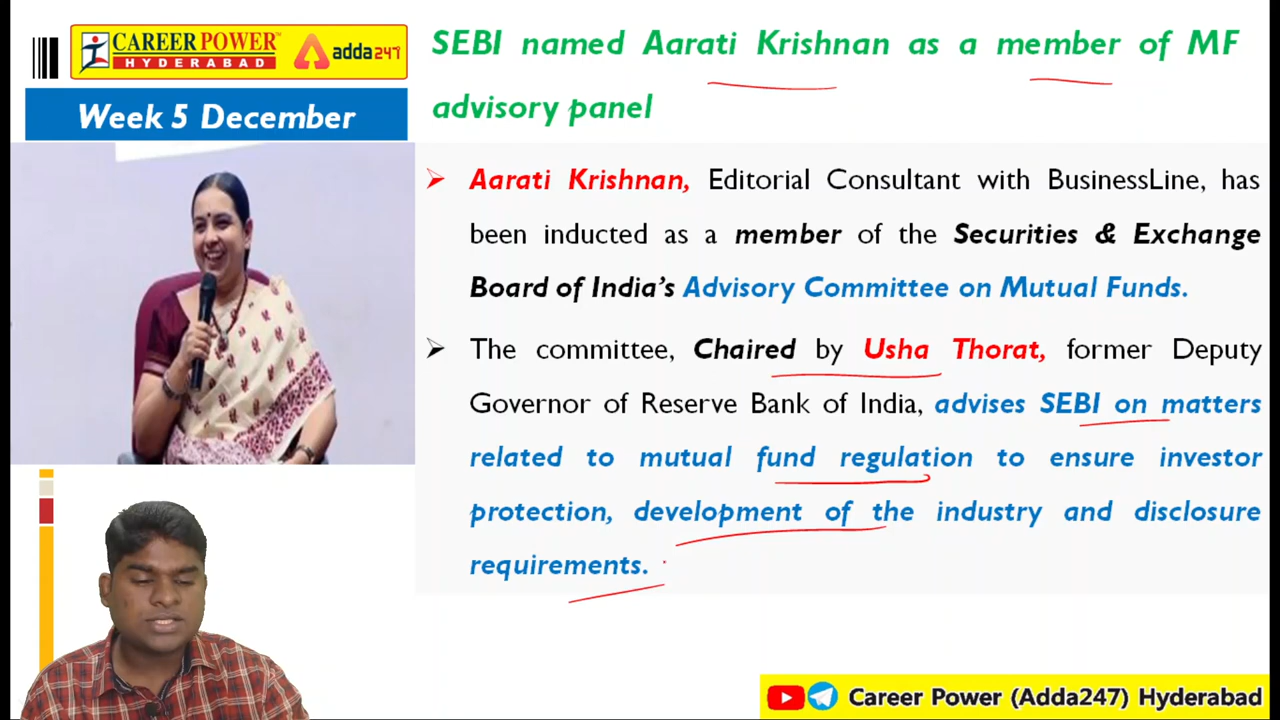 CAREER POWER
HYDERABAD
adda247
Week 5 December
SEBI named Aarati Krishnan as a member of MF
advisory panel
Aarati Krishnan, Editorial Consultant with BusinessLine, has
been inducted as a member of the Securities & Exchange
Board of India's Advisory Committee on Mutual Funds.
The committee, Chaired by Usha Thorat, former Deputy
Governor of Reserve Bank of India, advises SEBI on matters
related to mutual fund regulation to ensure investor
protection, development of the industry and disclosure
requirements.
Career Power (Adda247) Hyderabad